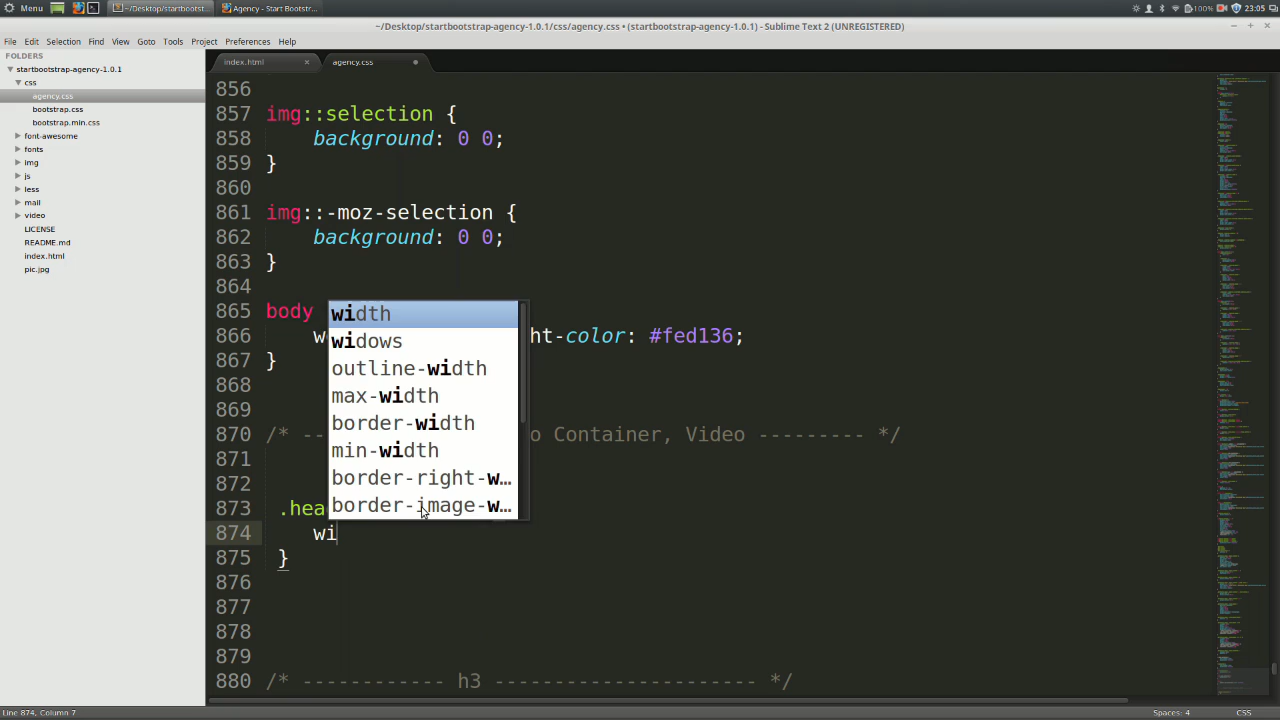 Menu
~/Desktop/startbootst...
Agency - Start Bootstr...
100%
23:05
~/Desktop/startbootstrap-agency-1.0.1/css/agency.css • (startbootstrap-agency-1.0.1) - Sublime Text 2 (UNREGISTERED)
File Edit Selection Find View Goto Tools Project Preferences Help
FOLDERS
startbootstrap-agency-1.0.1
css
agency.css
bootstrap.css
bootstrap.min.css
font-awesome
fonts
img
js
less
mail
video
LICENSE
README.md
index.html
pic.jpg
index.html
agency.css
856
857 img::selection {
858 background: 0 0;
859 }
860
861 img::-moz-selection {
862 background: 0 0;
863 }
864
865 body
866 w ht-color: #fed136;
867 }
868
869
870 /* -- o Container, Video --------- */
871
872
873 .hea
874 wi
875 }
876
877
878
879
880 /* ------------ h3 ---------------------- */
width
widows
outline-width
max-width
border-width
min-width
border-right-w...
border-image-w...
Line 874, Column 7
Spaces: 4
CSS